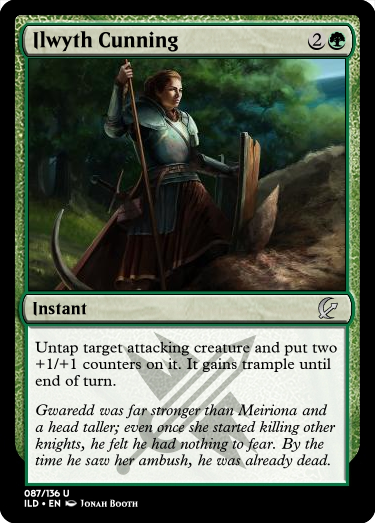 Ilwyth Cunning
2
Instant
Untap target attacking creature and put two
+1/+1 counters on it. It gains trample until
end of turn.
Gwaredd was far stronger than Meiriona and
a head taller; even once she started killing other
knights, he felt he had nothing to fear. By the
time he saw her ambush, he was already dead.
087/136 U
ILD • EN Jonah Booth